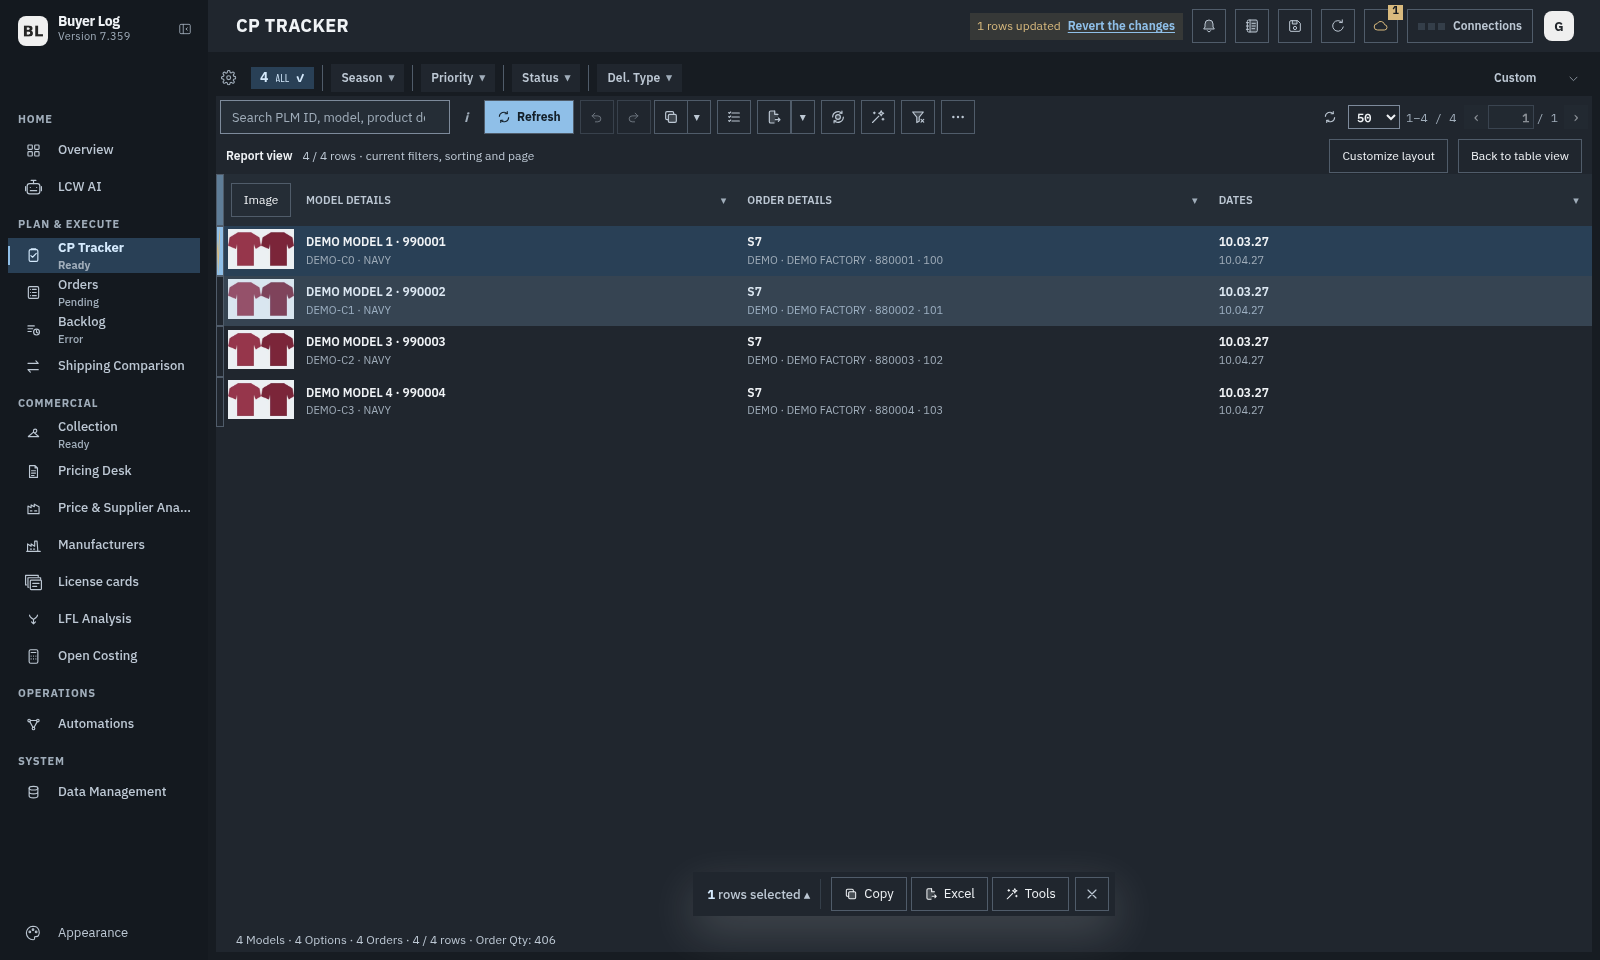 BL
Buyer Log
Version 7.359
CP TRACKER
1 rows updated Revert the changes
1
Connections
G
4 ALL
Season
Priority
Status
Del. Type
Custom
HOME
Overview
LCW AI
PLAN & EXECUTE
CP Tracker
Ready
Orders
Pending
Backlog
Error
Shipping Comparison
COMMERCIAL
Collection
Ready
Pricing Desk
Price & Supplier Ana...
Manufacturers
License cards
LFL Analysis
Open Costing
OPERATIONS
Automations
SYSTEM
Data Management
Appearance
Search PLM ID, model, product de
i
Refresh
50
1–4 / 4
1 / 1
Report view 4 / 4 rows · current filters, sorting and page
Customize layout
Back to table view
Image MODEL DETAILS ORDER DETAILS DATES
DEMO MODEL 1 · 990001 S7 10.03.27
DEMO-C0 · NAVY DEMO · DEMO FACTORY · 880001 · 100 10.04.27
DEMO MODEL 2 · 990002 S7 10.03.27
DEMO-C1 · NAVY DEMO · DEMO FACTORY · 880002 · 101 10.04.27
DEMO MODEL 3 · 990003 S7 10.03.27
DEMO-C2 · NAVY DEMO · DEMO FACTORY · 880003 · 102 10.04.27
DEMO MODEL 4 · 990004 S7 10.03.27
DEMO-C3 · NAVY DEMO · DEMO FACTORY · 880004 · 103 10.04.27
1 rows selected
Copy
Excel
Tools
4 Models · 4 Options · 4 Orders · 4 / 4 rows · Order Qty: 406